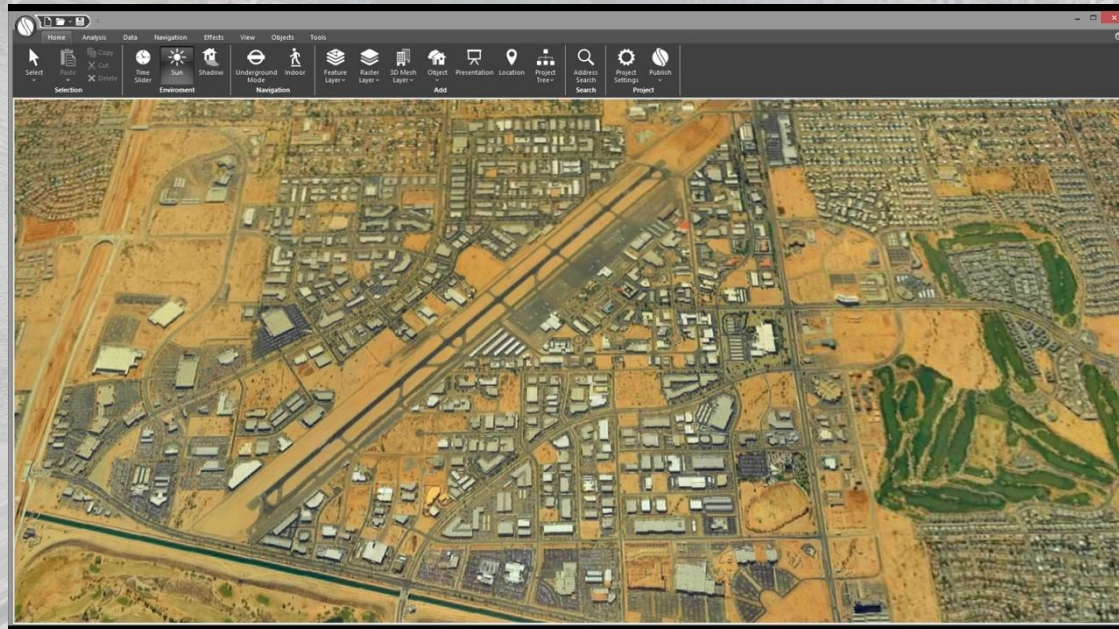 Home Analysis Data Navigation Effects View Objects Tools
Select Paste Copy Cut Delete Time Slider Sun Shadow Underground Mode Indoor Feature Layer Raster Layer 3D Mesh Layer Object Presentation Location Project Tree Address Search Project Settings Publish
Selection Enviroment Navigation Add Search Project